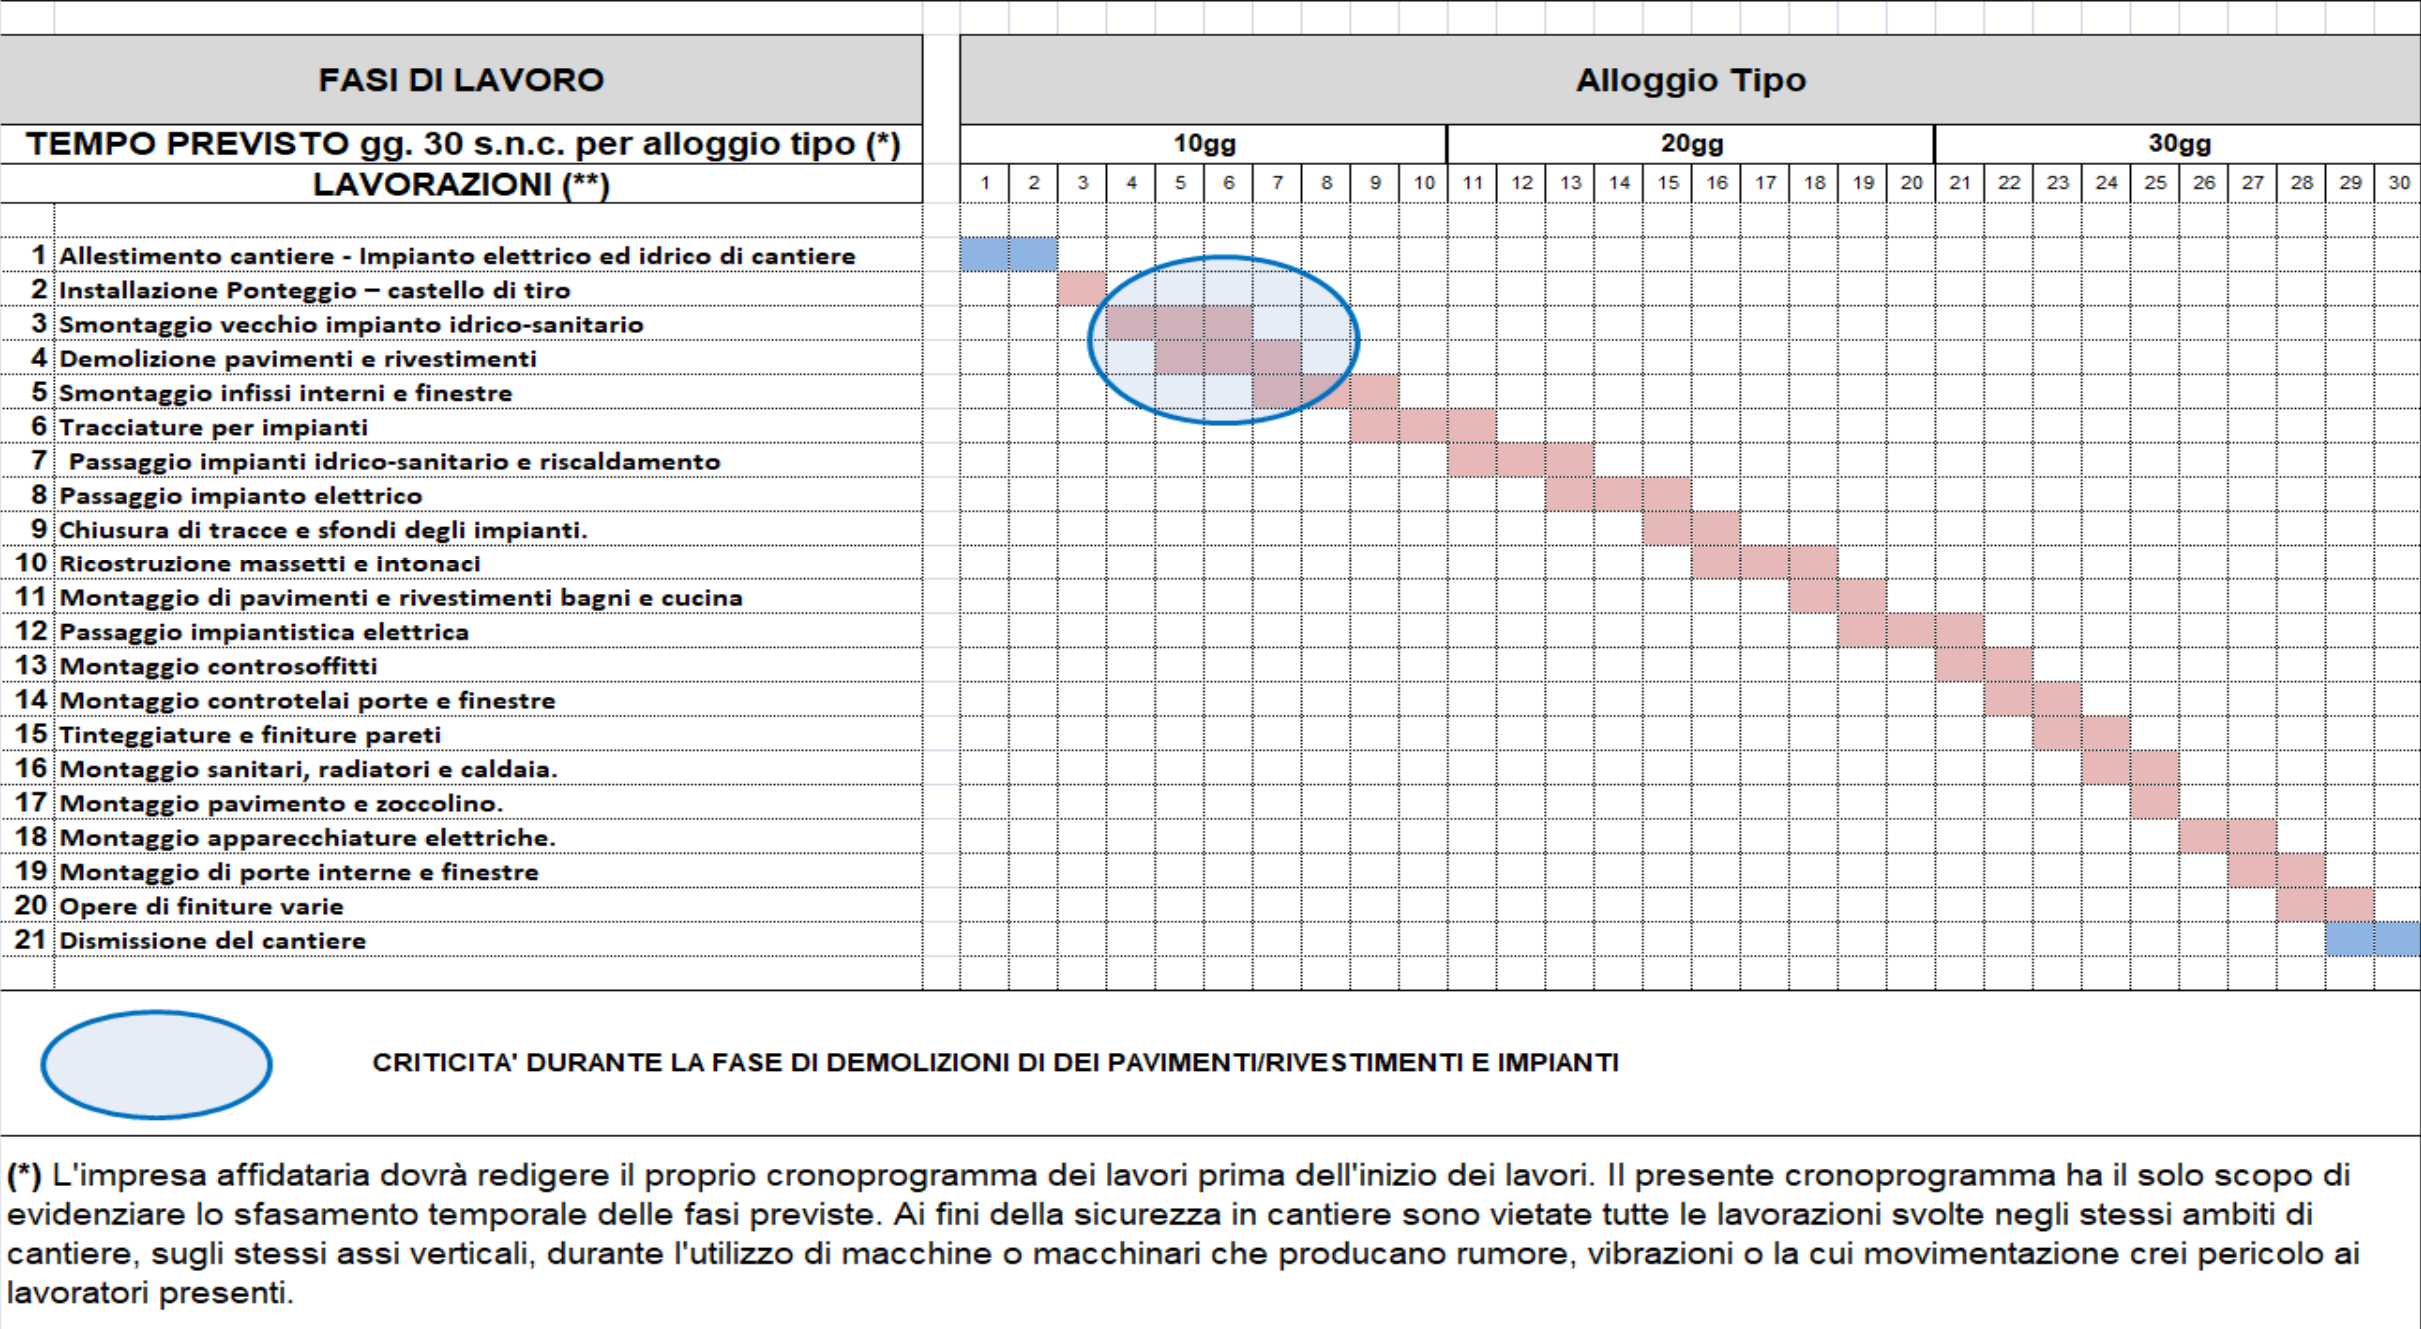 FASI DI LAVORO
Alloggio Tipo
TEMPO PREVISTO gg. 30 s.n.c. per alloggio tipo (*)
10gg 20gg 30gg
LAVORAZIONI (**)
1 2 3 4 5 6 7 8 9 10 11 12 13 14 15 16 17 18 19 20 21 22 23 24 25 26 27 28 29 30
1 Allestimento cantiere - Impianto elettrico ed idrico di cantiere
2 Installazione Ponteggio – castello di tiro
3 Smontaggio vecchio impianto idrico-sanitario
4 Demolizione pavimenti e rivestimenti
5 Smontaggio infissi interni e finestre
6 Tracciature per impianti
7 Passaggio impianti idrico-sanitario e riscaldamento
8 Passaggio impianto elettrico
9 Chiusura di tracce e sfondi degli impianti.
10 Ricostruzione massetti e intonaci
11 Montaggio di pavimenti e rivestimenti bagni e cucina
12 Passaggio impiantistica elettrica
13 Montaggio controsoffitti
14 Montaggio controtelai porte e finestre
15 Tinteggiature e finiture pareti
16 Montaggio sanitari, radiatori e caldaia.
17 Montaggio pavimento e zoccolino.
18 Montaggio apparecchiature elettriche.
19 Montaggio di porte interne e finestre
20 Opere di finiture varie
21 Dismissione del cantiere
CRITICITA' DURANTE LA FASE DI DEMOLIZIONI DI DEI PAVIMENTI/RIVESTIMENTI E IMPIANTI
(*) L'impresa affidataria dovrà redigere il proprio cronoprogramma dei lavori prima dell'inizio dei lavori. Il presente cronoprogramma ha il solo scopo di
evidenziare lo sfasamento temporale delle fasi previste. Ai fini della sicurezza in cantiere sono vietate tutte le lavorazioni svolte negli stessi ambiti di
cantiere, sugli stessi assi verticali, durante l'utilizzo di macchine o macchinari che producano rumore, vibrazioni o la cui movimentazione crei pericolo ai
lavoratori presenti.